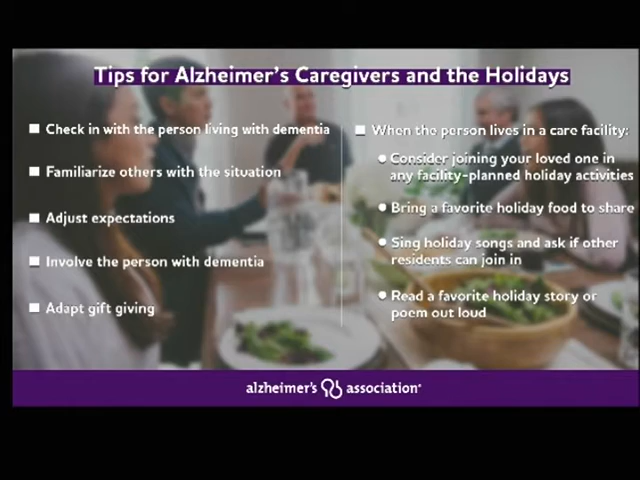 Tips for Alzheimer's Caregivers and the Holidays
Check in with the person living with dementia
Familiarize others with the situation
Adjust expectations
Involve the person with dementia
Adapt gift giving
When the person lives in a care facility:
Consider joining your loved one in
any facility-planned holiday activities
Bring a favorite holiday food to share
Sing holiday songs and ask if other
residents can join in
Read a favorite holiday story or
poem out loud
alzheimer's association®